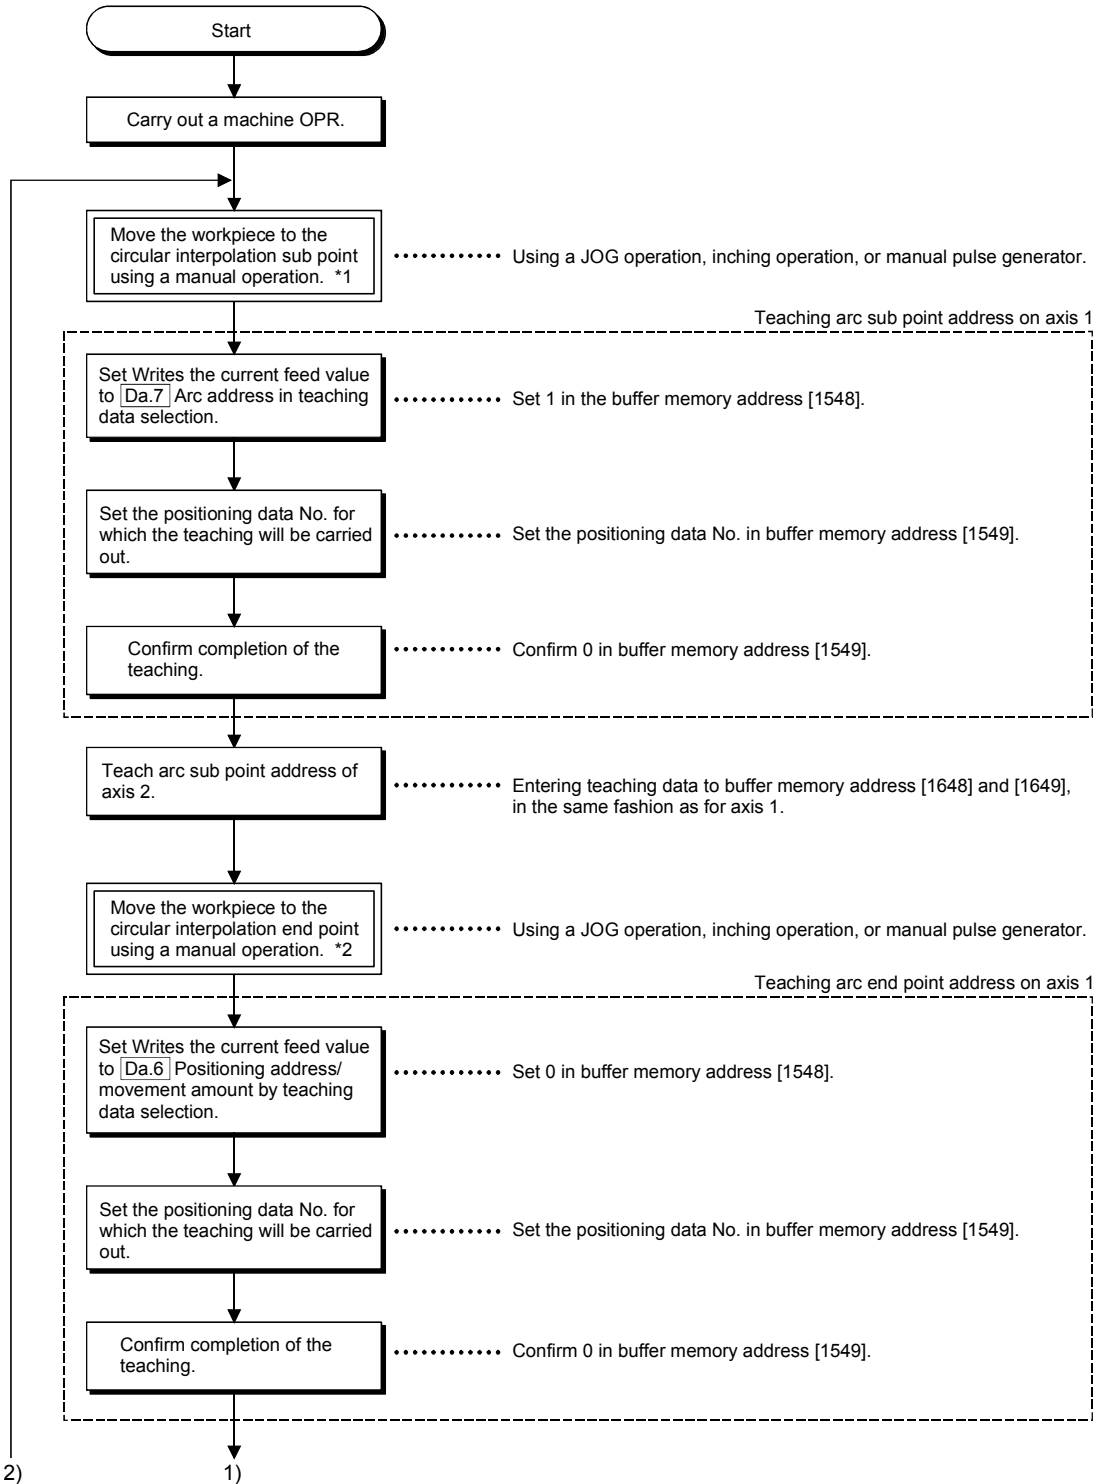 Start
Carry out a machine OPR.
Move the workpiece to the
circular interpolation sub point
using a manual operation. *1
Using a JOG operation, inching operation, or manual pulse generator.
Teaching arc sub point address on axis 1
Set Writes the current feed value
to Da.7 Arc address in teaching
data selection.
Set 1 in the buffer memory address [1548].
Set the positioning data No. for
which the teaching will be carried
out.
Set the positioning data No. in buffer memory address [1549].
Confirm completion of the
teaching.
Confirm 0 in buffer memory address [1549].
Teach arc sub point address of
axis 2.
Entering teaching data to buffer memory address [1648] and [1649],
in the same fashion as for axis 1.
Move the workpiece to the
circular interpolation end point
using a manual operation. *2
Using a JOG operation, inching operation, or manual pulse generator.
Teaching arc end point address on axis 1
Set Writes the current feed value
to Da.6 Positioning address/
movement amount by teaching
data selection.
Set 0 in buffer memory address [1548].
Set the positioning data No. for
which the teaching will be carried
out.
Set the positioning data No. in buffer memory address [1549].
Confirm completion of the
teaching.
Confirm 0 in buffer memory address [1549].
2)
1)